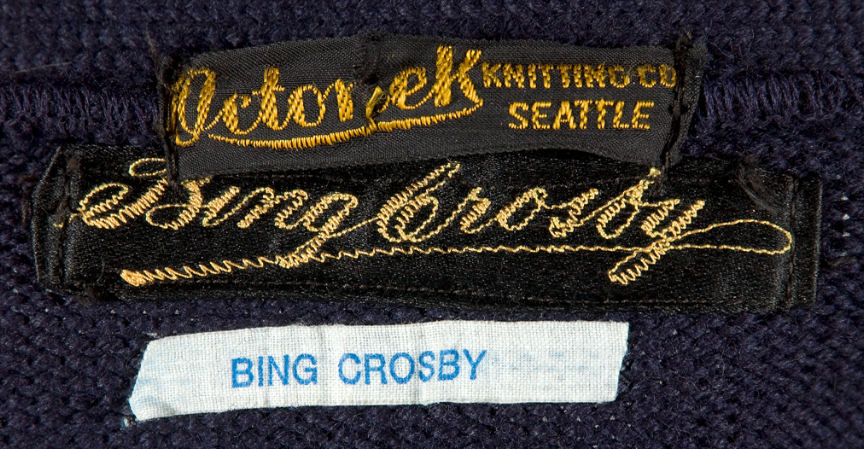 Octonek KNITTING CO
SEATTLE
Bing Crosby
BING CROSBY